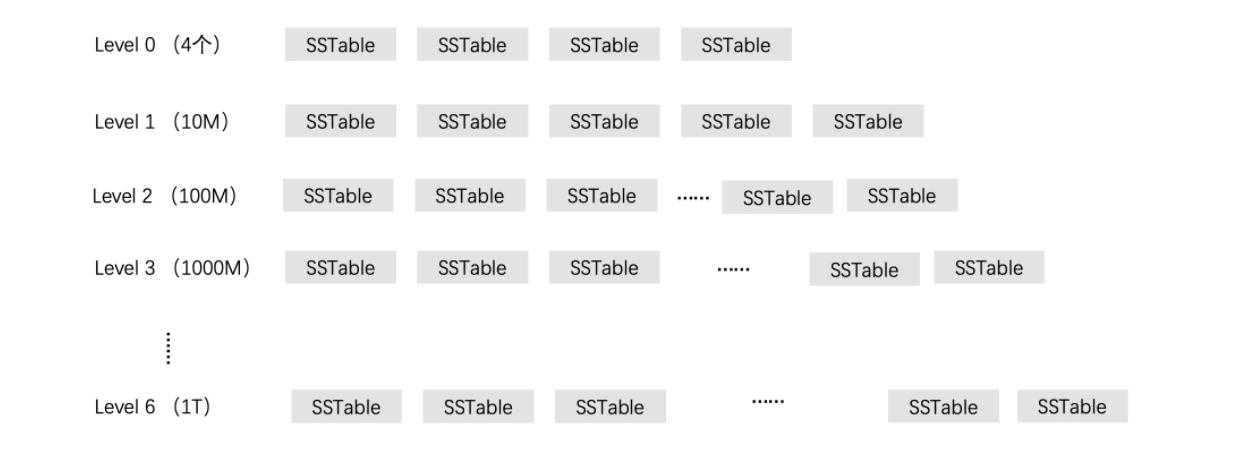 Level 0 （4个） SSTable SSTable SSTable SSTable
Level 1 （10M） SSTable SSTable SSTable SSTable SSTable
Level 2 （100M） SSTable SSTable SSTable ······ SSTable SSTable
Level 3 （1000M） SSTable SSTable SSTable ······ SSTable SSTable
Level 6 （1T） SSTable SSTable SSTable ······ SSTable SSTable